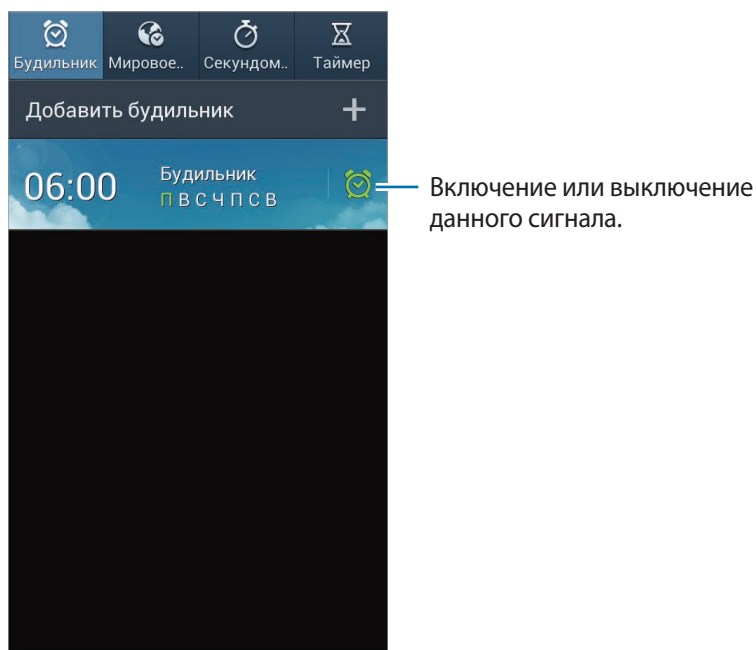 Будильник Мировое.. Секундом.. Таймер
Добавить будильник
06:00 Будильник
П В С Ч П С В
Включение или выключение
данного сигнала.